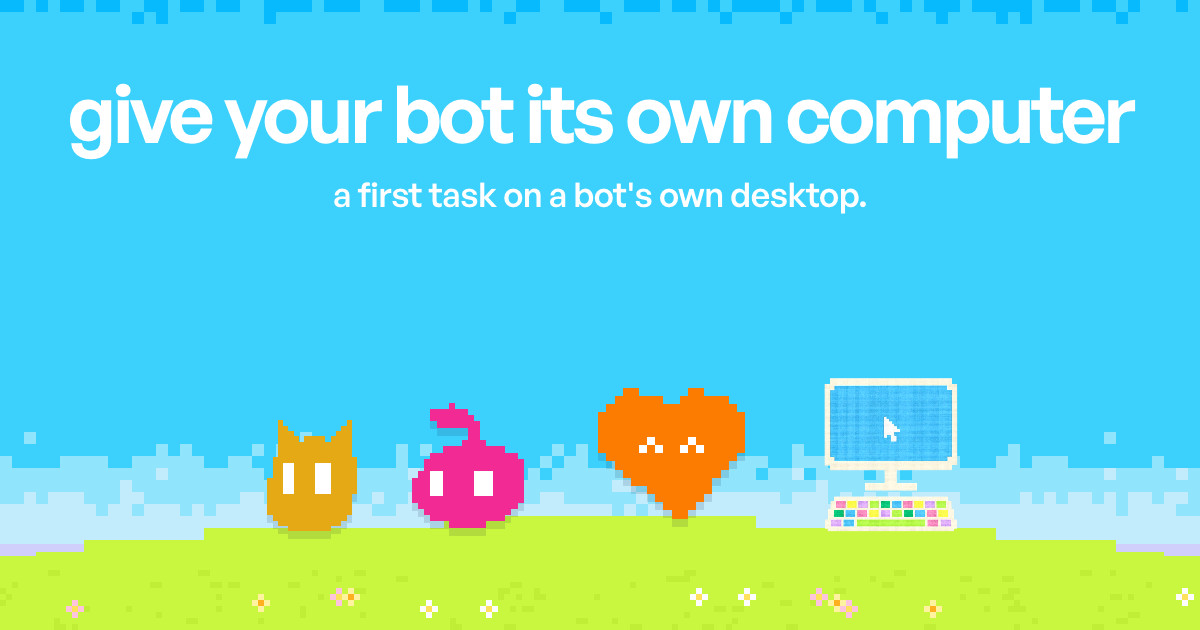 give your bot its own computer
a first task on a bot's own desktop.